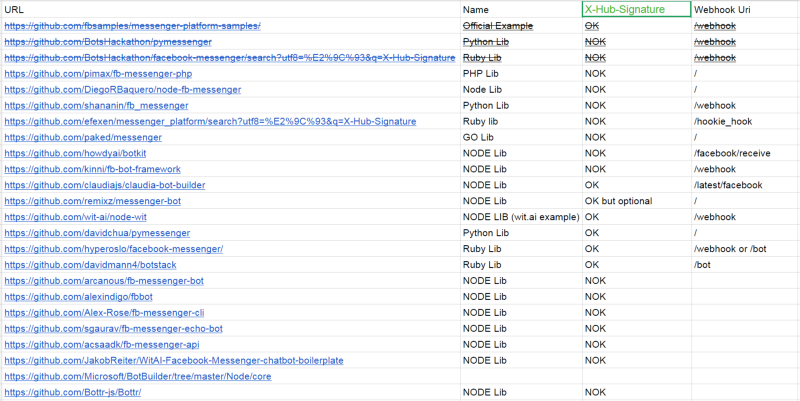 URL Name X-Hub-Signature Webhook Uri
https://github.com/fbsamples/messenger-platform-samples/ Official Example OK /webhook
https://github.com/BotsHackathon/pymessenger Python Lib NOK /webhook
https://github.com/BotsHackathon/facebook-messenger/search?utf8=%E2%9C%93&q=X-Hub-Signature Ruby Lib NOK /webhook
https://github.com/pimax/fb-messenger-php PHP Lib NOK /
https://github.com/DiegoRBaquero/node-fb-messenger Node Lib NOK /
https://github.com/shananin/fb_messenger Python Lib NOK /webhook
https://github.com/efexen/messenger_platform/search?utf8=%E2%9C%93&q=X-Hub-Signature Ruby lib NOK /hookie_hook
https://github.com/paked/messenger GO Lib NOK /
https://github.com/howdyai/botkit NODE Lib NOK /facebook/receive
https://github.com/kinni/fb-bot-framework NODE Lib NOK /webhook
https://github.com/claudiajs/claudia-bot-builder NODE Lib OK /latest/facebook
https://github.com/remixz/messenger-bot NODE Lib OK but optional /
https://github.com/wit-ai/node-wit NODE LIB (wit.ai example) OK /webhook
https://github.com/davidchua/pymessenger Python Lib OK /
https://github.com/hyperoslo/facebook-messenger/ Ruby Lib OK /webhook or /bot
https://github.com/davidmann4/botstack Ruby Lib OK /bot
https://github.com/arcanous/fb-messenger-bot NODE Lib NOK
https://github.com/alexindigo/fbbot NODE Lib NOK
https://github.com/Alex-Rose/fb-messenger-cli NODE Lib NOK
https://github.com/sgaurav/fb-messenger-echo-bot NODE Lib NOK
https://github.com/acsaadk/fb-messenger-api NODE Lib NOK
https://github.com/JakobReiter/WitAI-Facebook-Messenger-chatbot-boilerplate NODE Lib NOK
https://github.com/Microsoft/BotBuilder/tree/master/Node/core
https://github.com/Bottr-js/Bottr/ NODE Lib NOK